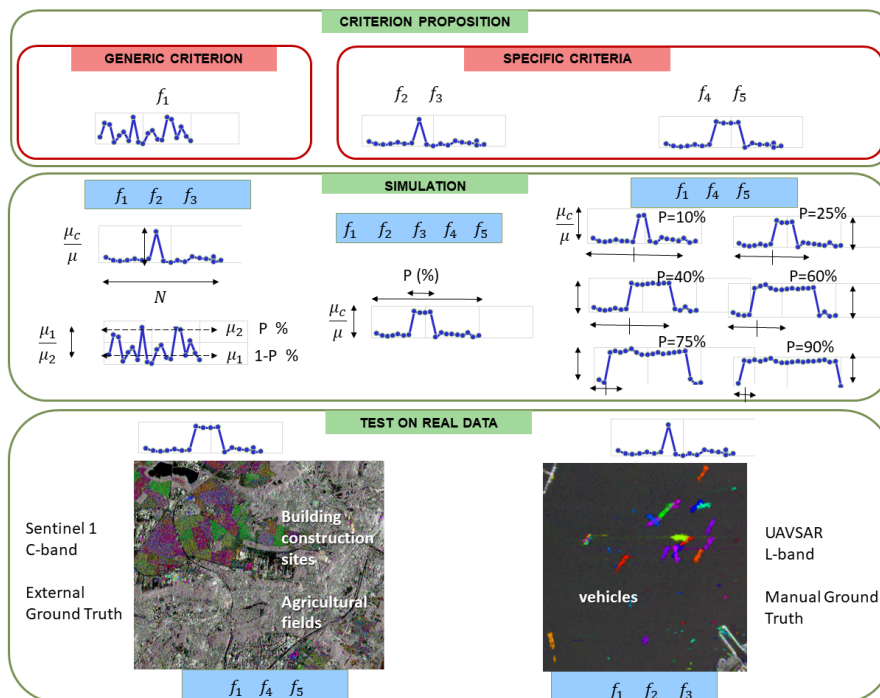 CRITERION PROPOSITION
GENERIC CRITERION
f₁
SPECIFIC CRITERIA
f₂ f₃
f₄ f₅
SIMULATION
f₁ f₂ f₃
μc
μ
N
μ₁
μ₂
μ₂ P %
μ₁ 1-P %
f₁ f₂ f₃ f₄ f₅
P (%)
μc
μ
f₁ f₄ f₅
μc
μ
P=10%
P=25%
P=40%
P=60%
P=75%
P=90%
TEST ON REAL DATA
Sentinel 1
C-band
External
Ground Truth
Building
construction
sites
Agricultural
fields
f₁ f₄ f₅
vehicles
UAVSAR
L-band
Manual Ground
Truth
f₁ f₂ f₃